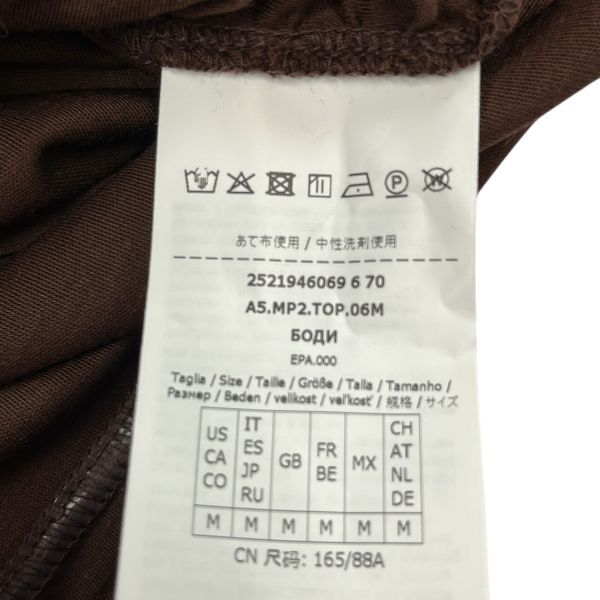 あて布使用 / 中性洗剤使用
2521946069 6 70
A5.MP2.TOP.06M
БОДИ
EPA.000
Taglia / Size / Taille / Größe / Talla / Tamanho /
Размер / Beden / velikost / veľkosť / 规格 / サイズ
US CA CO | IT ES JP RU | GB | FR BE | MX | CH AT NL DE
M | M | M | M | M | M
CN 尺码: 165/88A